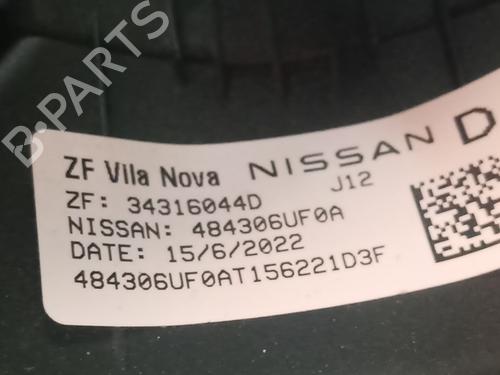 B-PARTS
ZF Vila Nova NISSAN D
J12
ZF: 34316044D
NISSAN: 484306UF0A
DATE: 15/6/2022
484306UF0AT156221D3F